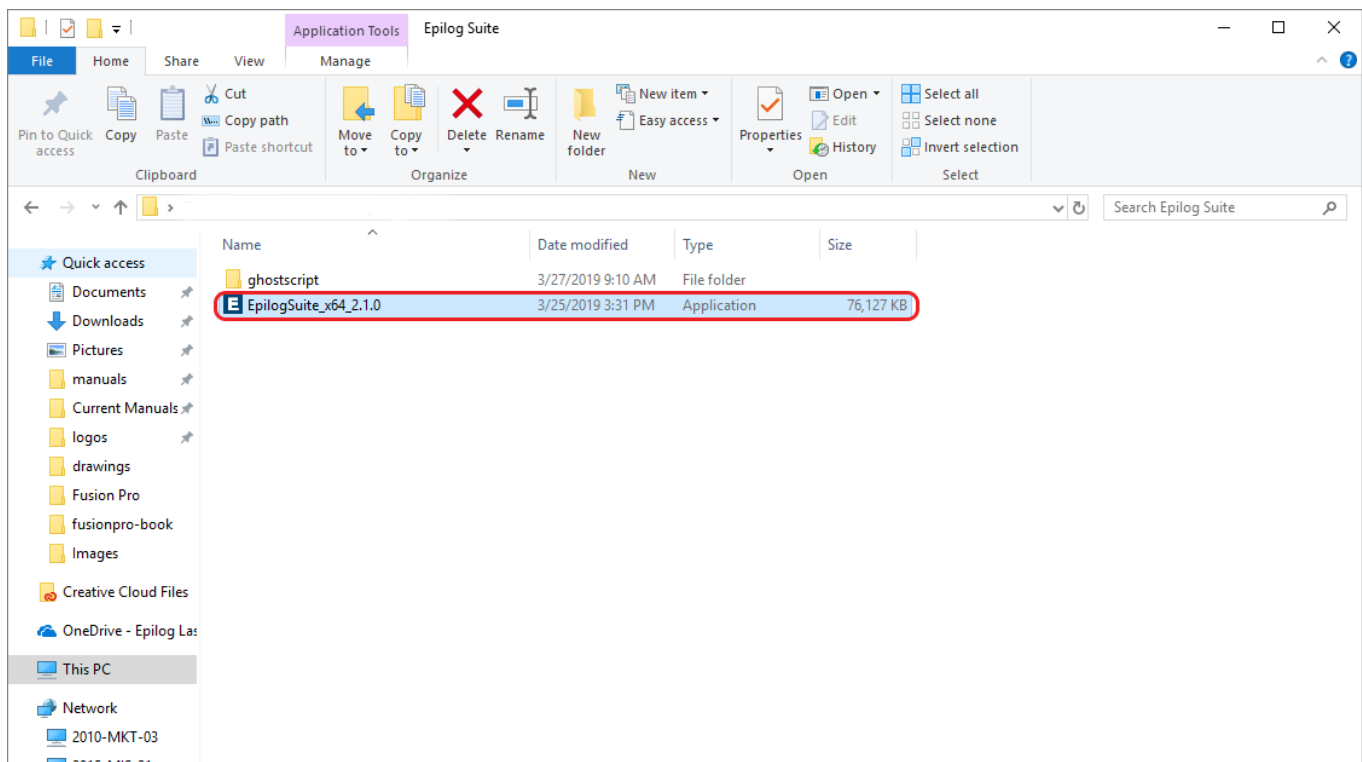 Application Tools Epilog Suite
File Home Share View Manage
Pin to Quick access
Copy
Paste
Cut
Copy path
Paste shortcut
Clipboard
Move to
Copy to
Delete
Rename
Organize
New folder
New item
Easy access
New
Properties
Open
Edit
History
Open
Select all
Select none
Invert selection
Select
Search Epilog Suite
Name Date modified Type Size
ghostscript 3/27/2019 9:10 AM File folder
EpilogSuite_x64_2.1.0 3/25/2019 3:31 PM Application 76,127 KB
Quick access
Documents
Downloads
Pictures
manuals
Current Manuals
logos
drawings
Fusion Pro
fusionpro-book
Images
Creative Cloud Files
OneDrive - Epilog Las
This PC
Network
2010-MKT-03